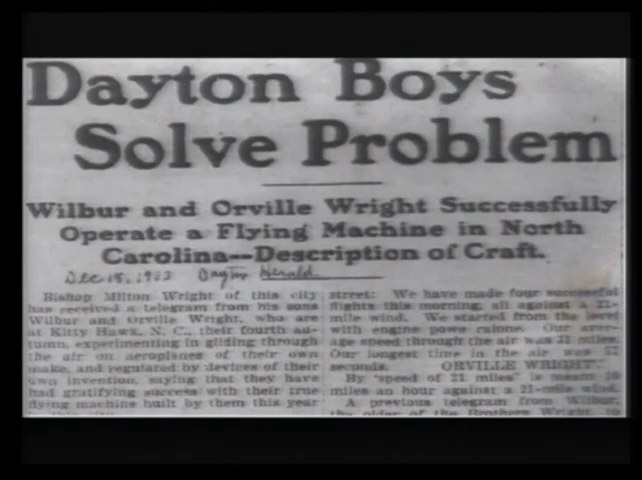 Dayton Boys
Solve Problem
Wilbur and Orville Wright Successfully
Operate a Flying Machine in North
Carolina--Description of Craft.
Dec 18, 1903 Dayton Herald
Bishop Milton Wright of this city
has received a telegram from his sons
Wilbur and Orville Wright, who are
at Kitty Hawk, N. C., their fourth au-
tumn, experimenting in gliding through
the air on aeroplanes of their own
make, and regulated by devices of their
own invention, saying that they have
had gratifying success with their true
flying machine built by them this year
street: We have made four successful
flights this morning, all against a 21-
mile wind. We started from the level
with engine powe ralone. Our aver-
age speed through the air was 31 miles.
Our longest time in the air was 57
seconds. ORVILLE WRIGHT."
By "speed of 31 miles" is meant 10
miles an hour against a 21-mile wind.
A previous telegram from Wilbur,
the older of the Brothers Wright, to